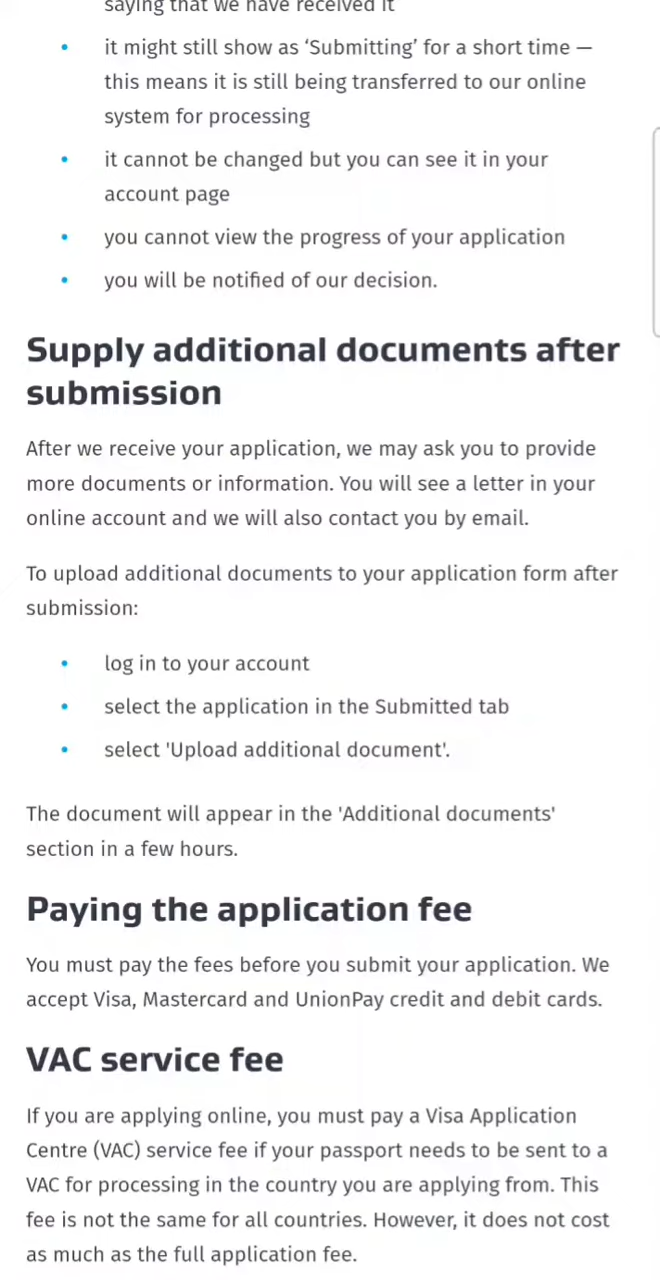 saying that we have received it
• it might still show as ‘Submitting’ for a short time —
this means it is still being transferred to our online
system for processing
• it cannot be changed but you can see it in your
account page
• you cannot view the progress of your application
• you will be notified of our decision.
Supply additional documents after
submission
After we receive your application, we may ask you to provide
more documents or information. You will see a letter in your
online account and we will also contact you by email.
To upload additional documents to your application form after
submission:
• log in to your account
• select the application in the Submitted tab
• select 'Upload additional document'.
The document will appear in the 'Additional documents'
section in a few hours.
Paying the application fee
You must pay the fees before you submit your application. We
accept Visa, Mastercard and UnionPay credit and debit cards.
VAC service fee
If you are applying online, you must pay a Visa Application
Centre (VAC) service fee if your passport needs to be sent to a
VAC for processing in the country you are applying from. This
fee is not the same for all countries. However, it does not cost
as much as the full application fee.